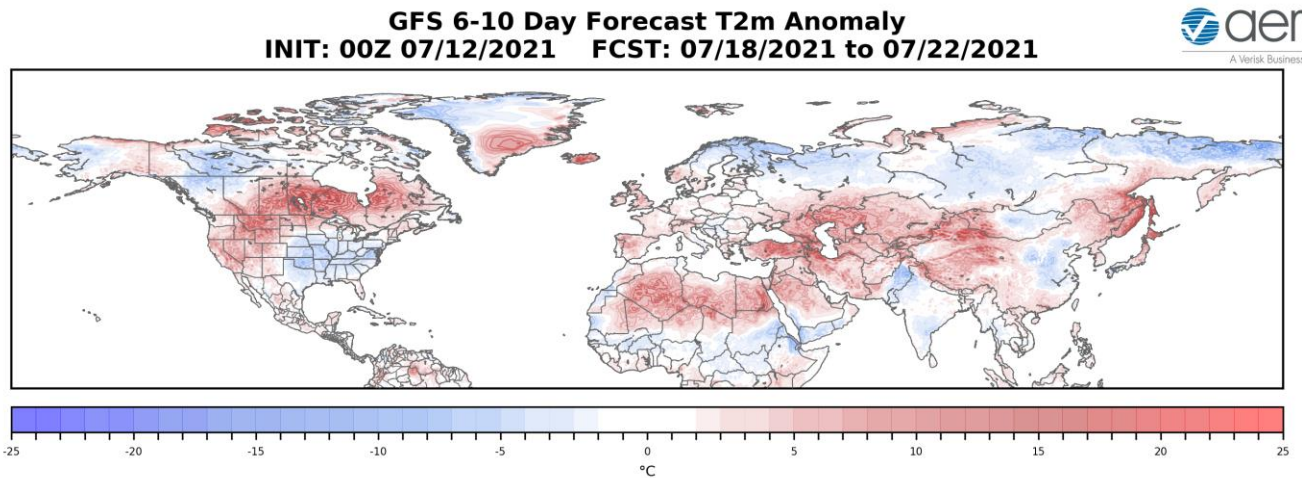 GFS 6-10 Day Forecast T2m Anomaly
INIT: 00Z 07/12/2021 FCST: 07/18/2021 to 07/22/2021
aer
A Verisk Business
-25 -20 -15 -10 -5 0 5 10 15 20 25
°C